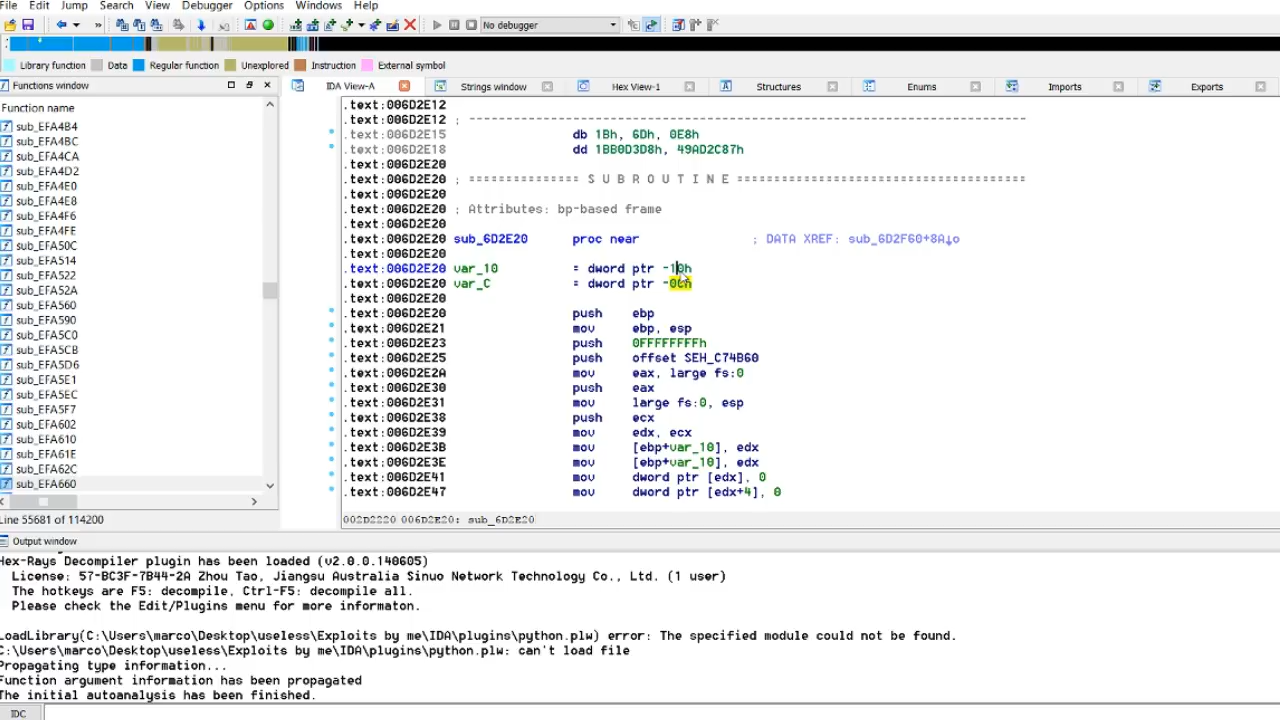 File Edit Jump Search View Debugger Options Windows Help
No debugger
Library function Data Regular function Unexplored Instruction External symbol
Functions window
IDA View-A Strings window Hex View-1 Structures Enums Imports Exports
Function name
sub_EFA4B4
sub_EFA4BC
sub_EFA4CA
sub_EFA4D2
sub_EFA4E0
sub_EFA4E8
sub_EFA4F6
sub_EFA4FE
sub_EFA50C
sub_EFA514
sub_EFA522
sub_EFA52A
sub_EFA560
sub_EFA590
sub_EFA5C0
sub_EFA5CB
sub_EFA5D6
sub_EFA5E1
sub_EFA5EC
sub_EFA5F7
sub_EFA602
sub_EFA610
sub_EFA61E
sub_EFA62C
sub_EFA660
Line 55681 of 114200
.text:006D2E12
.text:006D2E12 ; ---------------------------------------------------------------------------
.text:006D2E15 db 1Bh, 6Dh, 0E8h
.text:006D2E18 dd 1BB0D3D8h, 49AD2C87h
.text:006D2E20
.text:006D2E20 ; =============== S U B R O U T I N E =======================================
.text:006D2E20
.text:006D2E20 ; Attributes: bp-based frame
.text:006D2E20
.text:006D2E20 sub_6D2E20 proc near ; DATA XREF: sub_6D2F60+8A↓o
.text:006D2E20
.text:006D2E20 var_10 = dword ptr -10h
.text:006D2E20 var_C = dword ptr -0Ch
.text:006D2E20
.text:006D2E20 push ebp
.text:006D2E21 mov ebp, esp
.text:006D2E23 push 0FFFFFFFFh
.text:006D2E25 push offset SEH_C74B60
.text:006D2E2A mov eax, large fs:0
.text:006D2E30 push eax
.text:006D2E31 mov large fs:0, esp
.text:006D2E38 push ecx
.text:006D2E39 mov edx, ecx
.text:006D2E3B mov [ebp+var_10], edx
.text:006D2E3E mov [ebp+var_10], edx
.text:006D2E41 mov dword ptr [edx], 0
.text:006D2E47 mov dword ptr [edx+4], 0
002D2220 006D2E20: sub_6D2E20
Output window
Hex-Rays Decompiler plugin has been loaded (v2.0.0.140605)
License: 57-BC3F-7B44-2A Zhou Tao, Jiangsu Australia Sinuo Network Technology Co., Ltd. (1 user)
The hotkeys are F5: decompile, Ctrl-F5: decompile all.
Please check the Edit/Plugins menu for more informaton.
LoadLibrary(C:\Users\marco\Desktop\useless\Exploits by me\IDA\plugins\python.plw) error: The specified module could not be found.
C:\Users\marco\Desktop\useless\Exploits by me\IDA\plugins\python.plw: can't load file
Propagating type information...
Function argument information has been propagated
The initial autoanalysis has been finished.
IDC